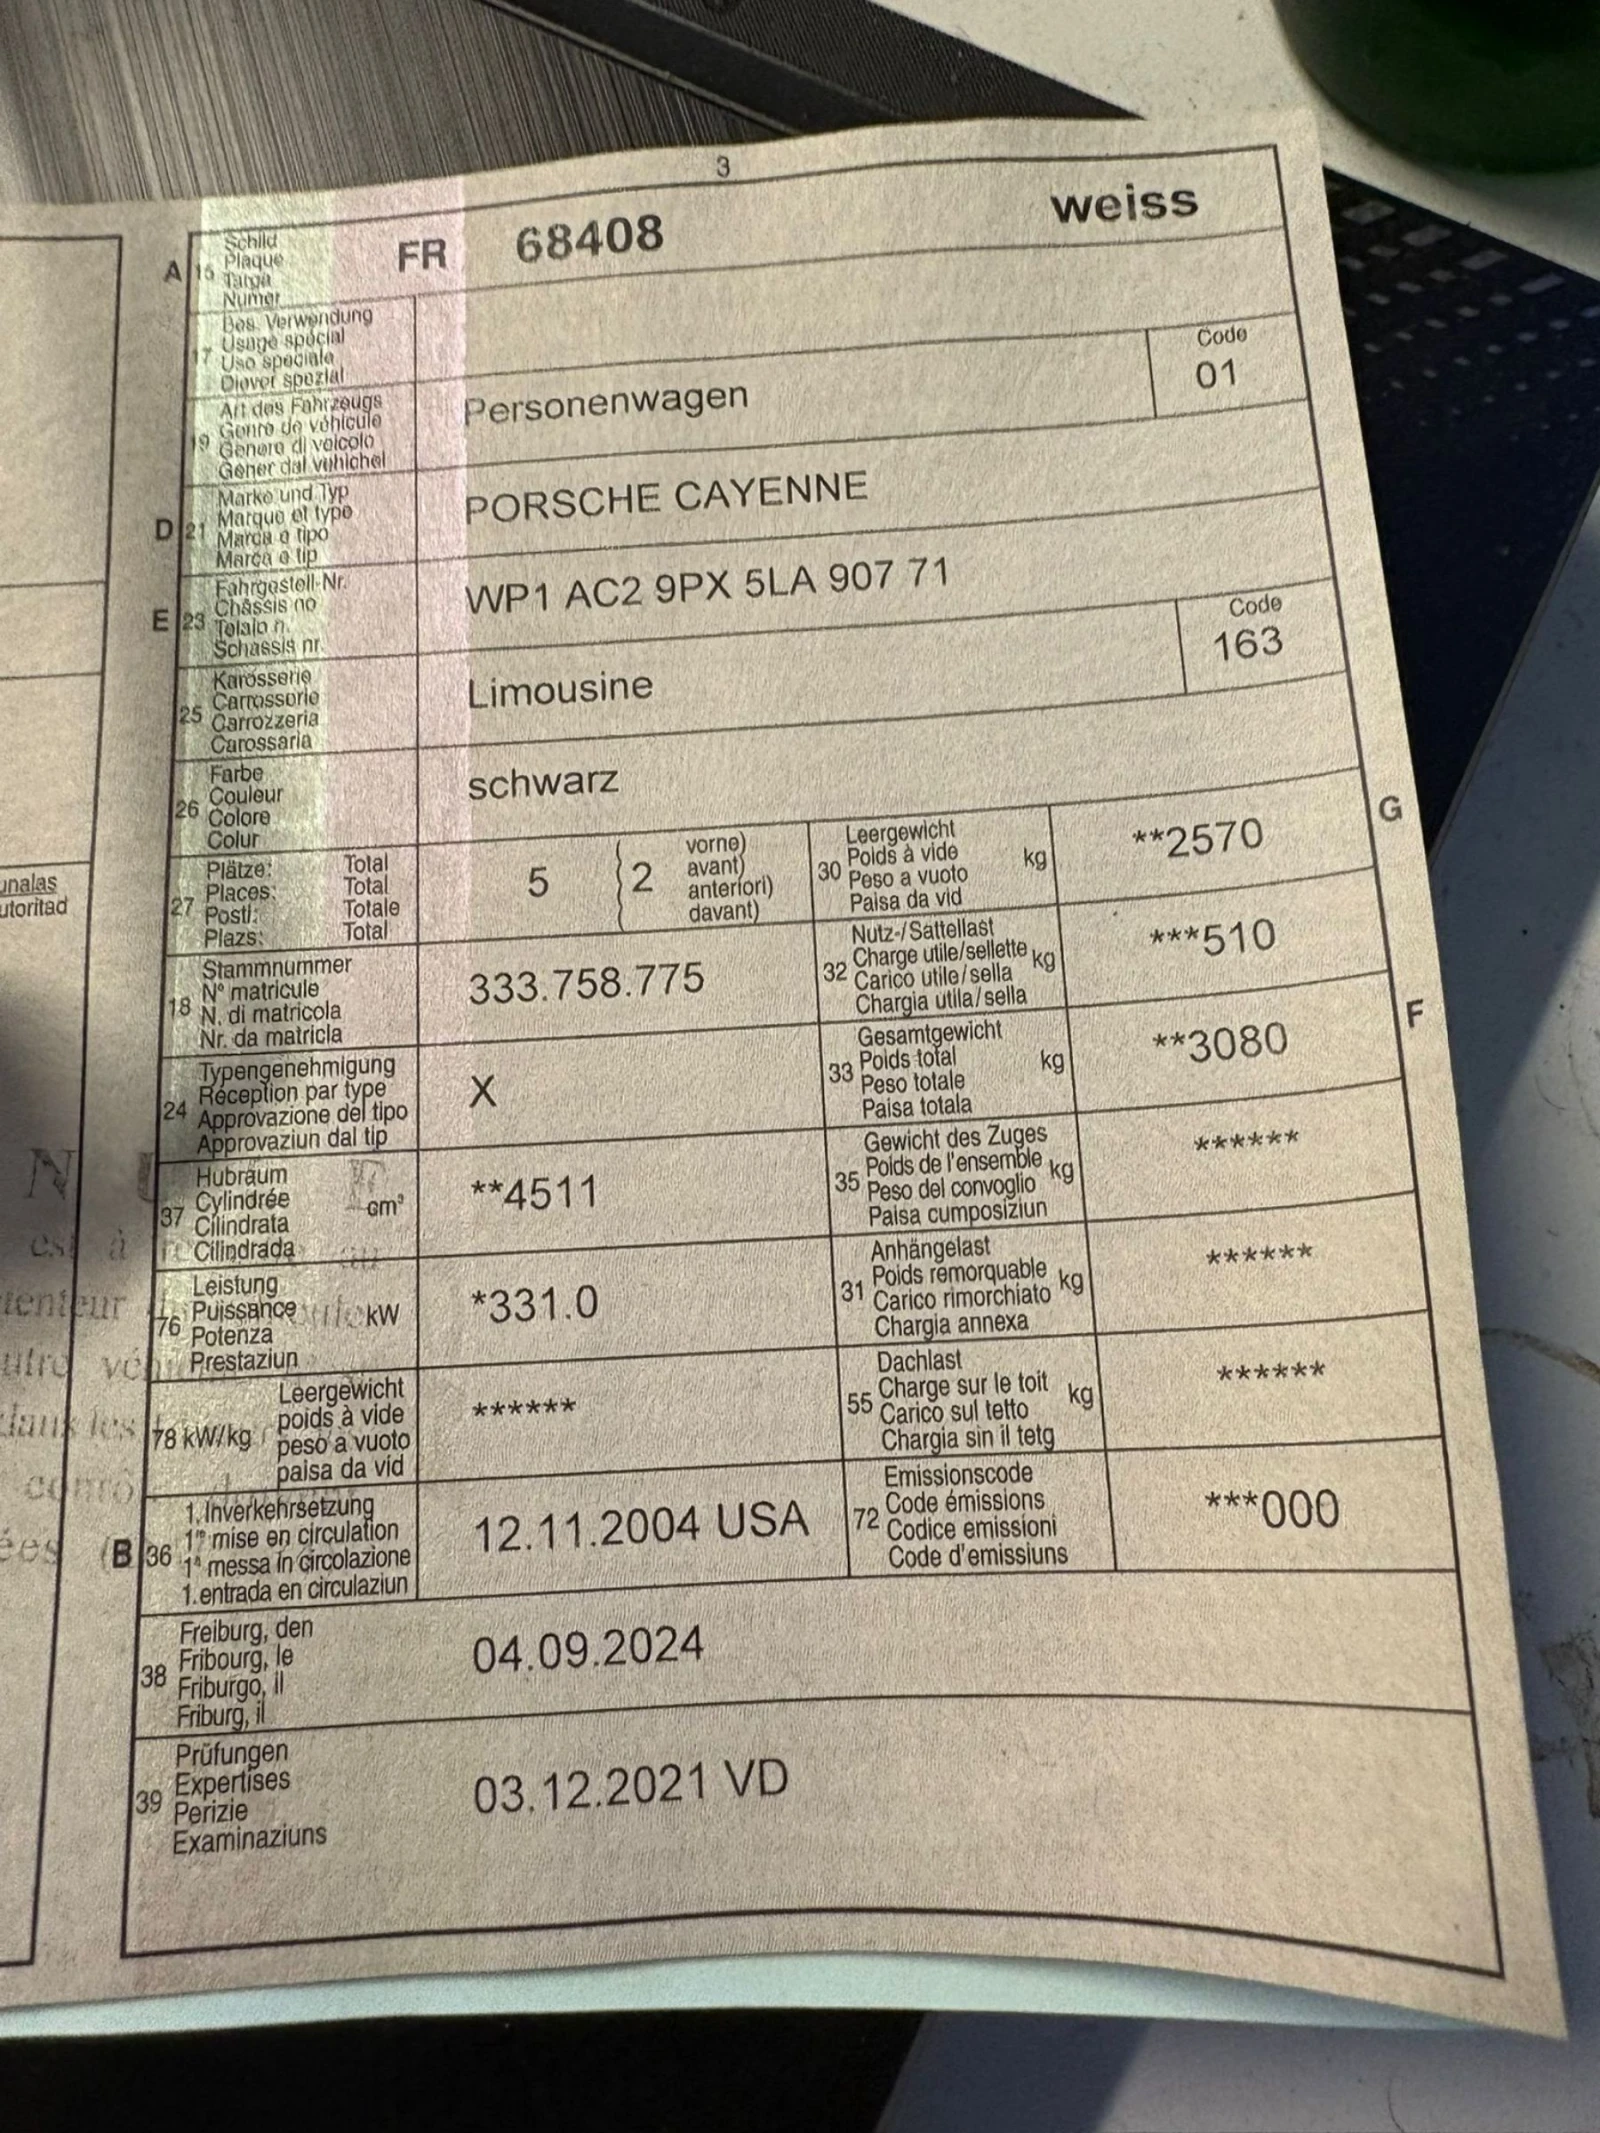 3
A 15 Schild FR 68408 weiss
Plaque
Targa
Numer
17 Bes. Verwendung
Usage spécial
Uso speciale
Diever spezial
19 Art des Fahrzeugs Personenwagen Code
Genre de véhicule 01
Genere di veicolo
Gener dal vehichel
D 21 Marke und Typ PORSCHE CAYENNE
Marque et type
Marca e tipo
Marca e tip
E 23 Fahrgestell-Nr. WP1 AC2 9PX 5LA 907 71
Châssis no
Telaio n.
Schassis nr.
25 Karosserie Limousine Code
Carrosserie 163
Carrozzeria
Carossaria
26 Farbe schwarz
Couleur
Colore
Colur
27 Plätze: Total 5 { 2 vorne)
Places: Total avant)
Posti: Totale anteriori)
Plazs: Total davant)
30 Leergewicht kg **2570 G
Poids à vide
Peso a vuoto
Paisa da vid
18 Stammnummer 333.758.775
N° matricule
N. di matricola
Nr. da matricla
32 Nutz-/Sattellast kg ***510
Charge utile/sellette
Carico utile/sella
Chargia utila/sella
24 Typengenehmigung X
Réception par type
Approvazione del tipo
Approvaziun dal tip
33 Gesamtgewicht kg **3080 F
Poids total
Peso totale
Paisa totala
37 Hubraum cm³ **4511
Cylindrée
Cilindrata
Cilindrada
35 Gewicht des Zuges kg ******
Poids de l'ensemble
Peso del convoglio
Paisa cumposiziun
76 Leistung kW *331.0
Puissance
Potenza
Prestaziun
31 Anhängelast kg ******
Poids remorquable
Carico rimorchiato
Chargia annexa
78 kW/kg Leergewicht ******
poids à vide
peso a vuoto
paisa da vid
55 Dachlast kg ******
Charge sur le toit
Carico sul tetto
Chargia sin il tetg
B 36 1. Inverkehrsetzung 12.11.2004 USA
1re mise en circulation
1a messa in circolazione
1. entrada en circulaziun
72 Emissionscode ***000
Code émissions
Codice emissioni
Code d'emissiuns
38 Freiburg, den 04.09.2024
Fribourg, le
Friburgo, il
Friburg, il
39 Prüfungen 03.12.2021 VD
Expertises
Perizie
Examinaziuns